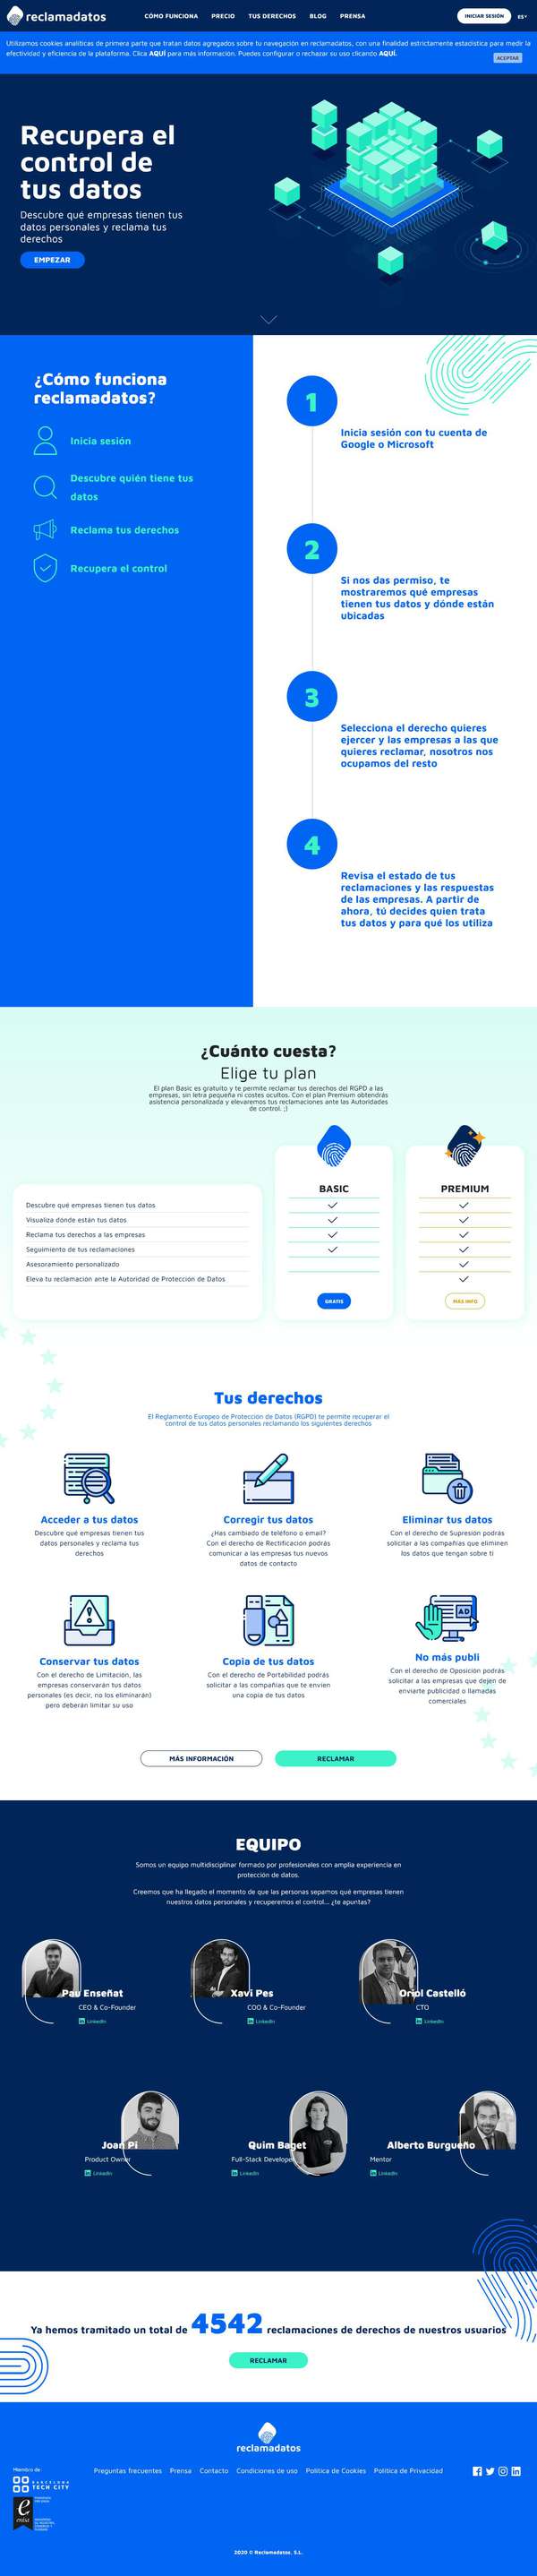 reclamadatos
CÓMO FUNCIONA PRECIO TUS DERECHOS BLOG PRENSA
INICIAR SESIÓN ES
Utilizamos cookies analíticas de primera parte que tratan datos agregados sobre tu navegación en reclamadatos, con una finalidad estrictamente estadística para medir la
efectividad y eficiencia de la plataforma. Clica AQUÍ para más información. Puedes configurar o rechazar su uso clicando AQUÍ.
ACEPTAR
Recupera el
control de
tus datos
Descubre qué empresas tienen tus
datos personales y reclama tus
derechos
EMPEZAR
¿Cómo funciona
reclamadatos?
Inicia sesión
Descubre quién tiene tus
datos
Reclama tus derechos
Recupera el control
1
Inicia sesión con tu cuenta de
Google o Microsoft
2
Si nos das permiso, te
mostraremos qué empresas
tienen tus datos y dónde están
ubicadas
3
Selecciona el derecho quieres
ejercer y las empresas a las que
quieres reclamar, nosotros nos
ocupamos del resto
4
Revisa el estado de tus
reclamaciones y las respuestas
de las empresas. A partir de
ahora, tú decides quien trata
tus datos y para qué los utiliza
¿Cuánto cuesta?
Elige tu plan
El plan Basic es gratuito y te permite reclamar tus derechos del RGPD a las
empresas, sin letra pequeña ni costes ocultos. Con el plan Premium obtendrás
asistencia personalizada y elevaremos tus reclamaciones ante las Autoridades
de control. ;)
BASIC
PREMIUM
Descubre qué empresas tienen tus datos
Visualiza dónde están tus datos
Reclama tus derechos a las empresas
Seguimiento de tus reclamaciones
Asesoramiento personalizado
Eleva tu reclamación ante la Autoridad de Protección de Datos
GRATIS
MÁS INFO
Tus derechos
El Reglamento Europeo de Protección de Datos (RGPD) te permite recuperar el
control de tus datos personales reclamando los siguientes derechos
Acceder a tus datos
Descubre qué empresas tienen tus
datos personales y reclama tus
derechos
Corregir tus datos
¿Has cambiado de teléfono o email?
Con el derecho de Rectificación podrás
comunicar a las empresas tus nuevos
datos de contacto
Eliminar tus datos
Con el derecho de Supresión podrás
solicitar a las compañías que eliminen
los datos que tengan sobre ti
Conservar tus datos
Con el derecho de Limitación, las
empresas conservarán tus datos
personales (es decir, no los eliminarán)
pero deberán limitar su uso
Copia de tus datos
Con el derecho de Portabilidad podrás
solicitar a las compañías que te envíen
una copia de tus datos
AD
No más publi
Con el derecho de Oposición podrás
solicitar a las empresas que dejen de
enviarte publicidad o llamadas
comerciales
MÁS INFORMACIÓN
RECLAMAR
EQUIPO
Somos un equipo multidisciplinar formado por profesionales con amplia experiencia en
protección de datos.
Creemos que ha llegado el momento de que las personas sepamos qué empresas tienen
nuestros datos personales y recuperemos el control... ¿te apuntas?
Pau Enseñat
CEO & Co-Founder
LinkedIn
Xavi Pes
COO & Co-Founder
LinkedIn
Oriol Castelló
CTO
LinkedIn
Joan Pi
Product Owner
LinkedIn
Quim Baget
Full-Stack Developer
LinkedIn
Alberto Burgueño
Mentor
LinkedIn
Ya hemos tramitado un total de 4542 reclamaciones de derechos de nuestros usuarios
RECLAMAR
reclamadatos
Miembro de:
BARCELONA
TECH CITY
e
enisa
Preguntas frecuentes Prensa Contacto Condiciones de uso Política de Cookies Política de Privacidad
2020 © Reclamadatos, S.L.